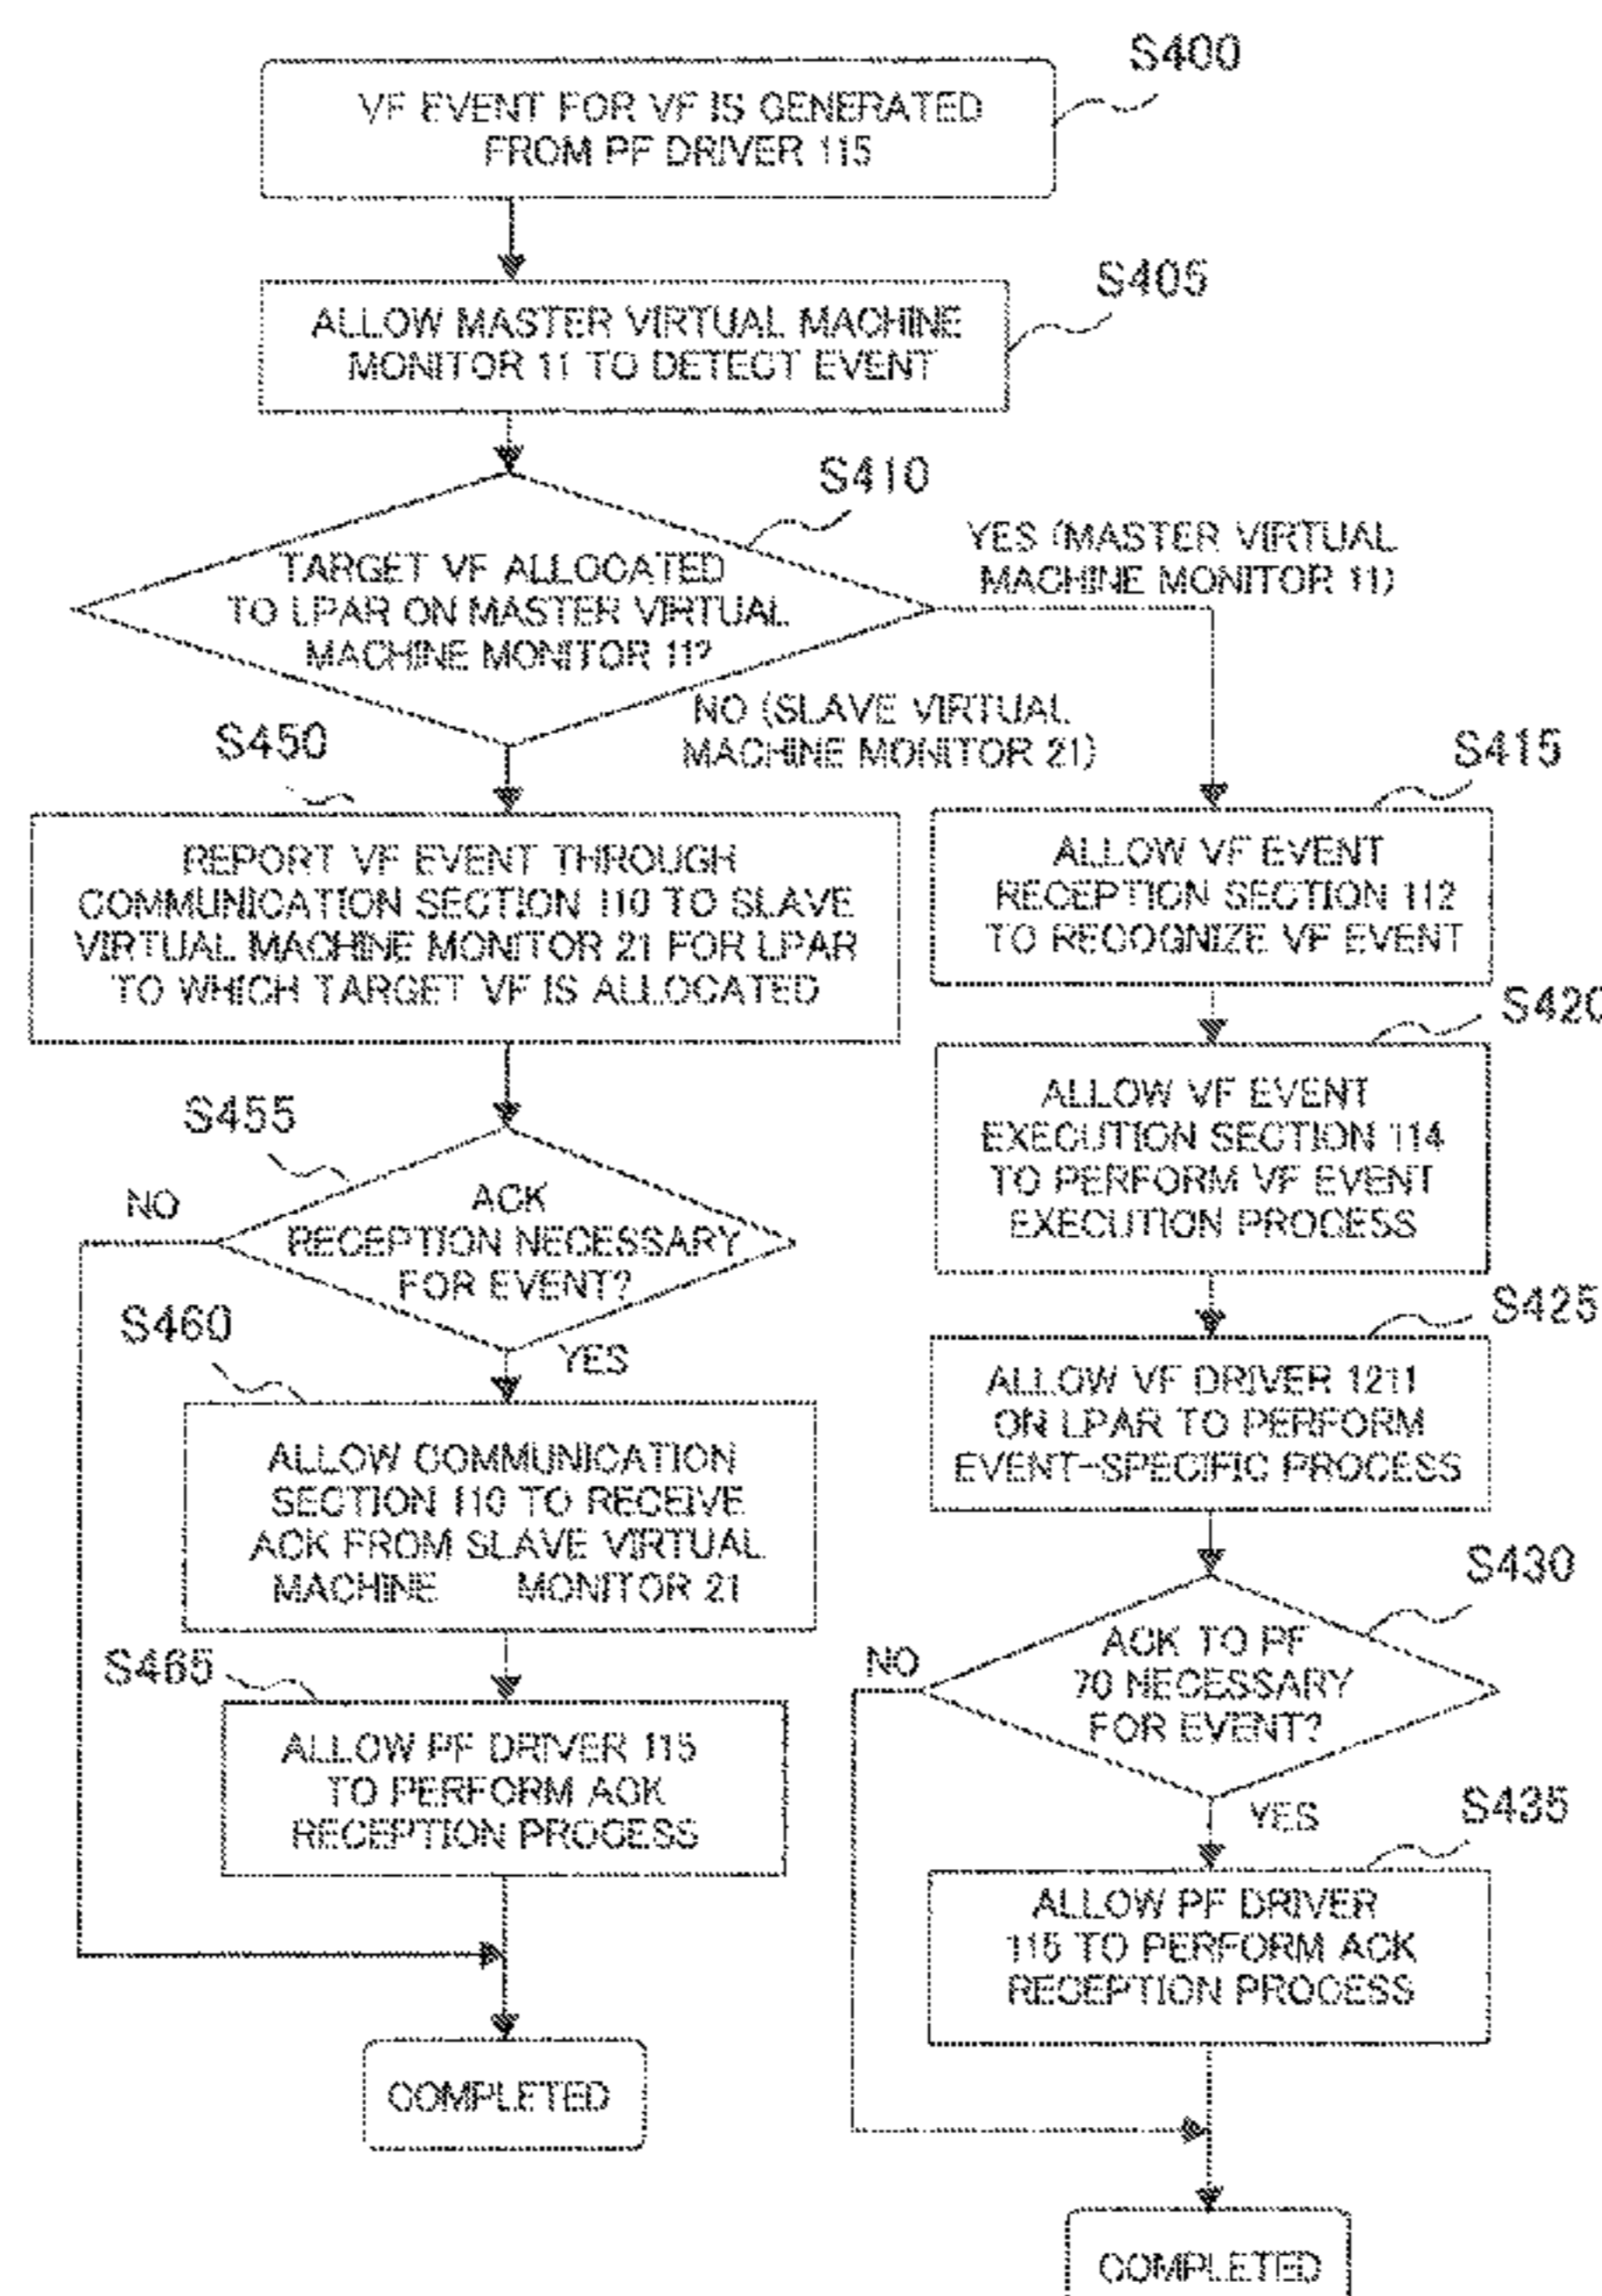 S400
VF EVENT FOR VF IS GENERATED
FROM PF DRIVER 115
S405
ALLOW MASTER VIRTUAL MACHINE
MONITOR 11 TO DETECT EVENT
S410
TARGET VF ALLOCATED
TO LPAR ON MASTER VIRTUAL
MACHINE MONITOR 11?
YES (MASTER VIRTUAL
MACHINE MONITOR 11)
NO (SLAVE VIRTUAL
MACHINE MONITOR 21)
S450
REPORT VF EVENT THROUGH
COMMUNICATION SECTION 110 TO SLAVE
VIRTUAL MACHINE MONITOR 21 FOR LPAR
TO WHICH TARGET VF IS ALLOCATED
S455
NO
ACK
RECEPTION NECESSARY
FOR EVENT?
YES
S460
ALLOW COMMUNICATION
SECTION 110 TO RECEIVE
ACK FROM SLAVE VIRTUAL
MACHINE MONITOR 21
S465
ALLOW PF DRIVER 115
TO PERFORM ACK
RECEPTION PROCESS
COMPLETED
S415
ALLOW VF EVENT
RECEPTION SECTION 112
TO RECOGNIZE VF EVENT
S420
ALLOW VF EVENT
EXECUTION SECTION 114
TO PERFORM VF EVENT
EXECUTION PROCESS
S425
ALLOW VF DRIVER 1211
ON LPAR TO PERFORM
EVENT-SPECIFIC PROCESS
S430
NO
ACK TO PF
70 NECESSARY
FOR EVENT?
YES
S435
ALLOW PF DRIVER
115 TO PERFORM ACK
RECEPTION PROCESS
COMPLETED